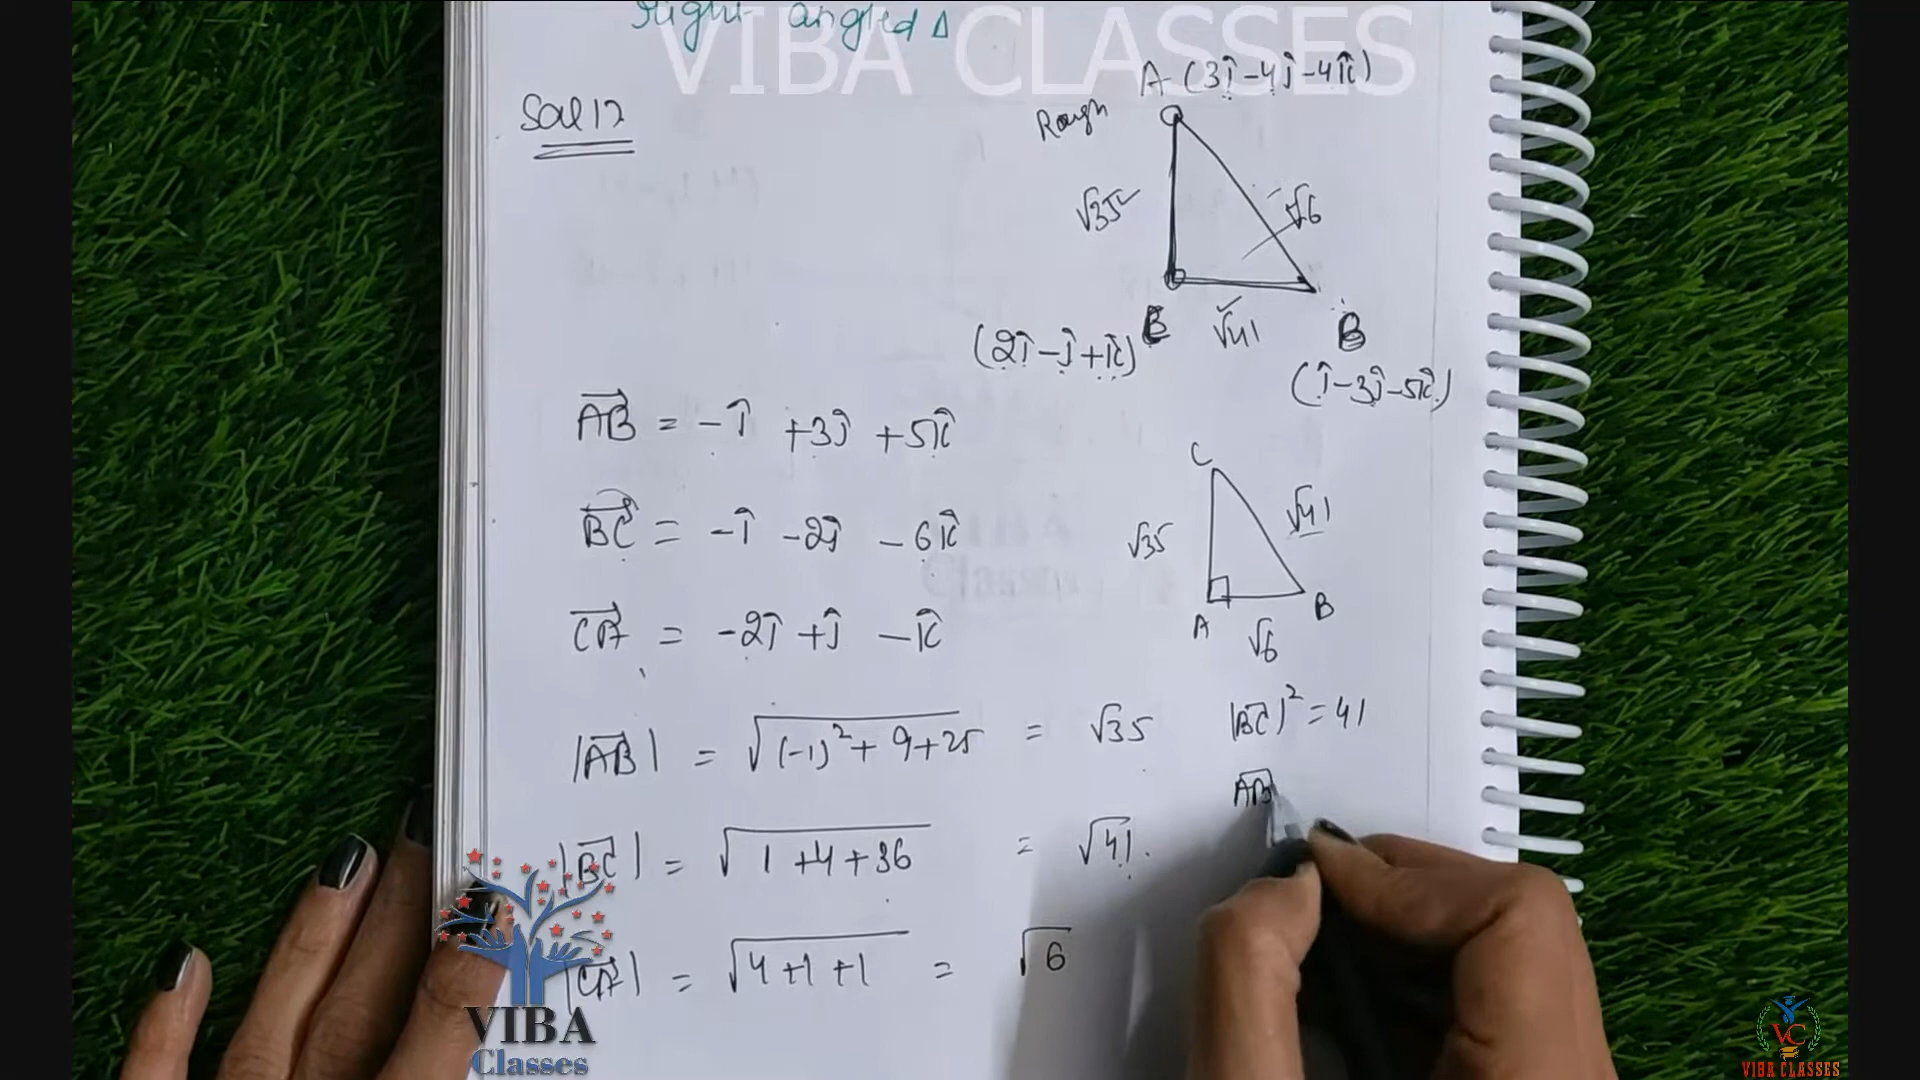 Right angled Δ
VIBA CLASSES
Sol 12
Rough
A (3î-4ĵ-4k̂)
√35
√6
√41
(2î-ĵ+k̂)
B
B
(î-3ĵ-5k̂)
AB = -î +3ĵ +5k̂
BC = -î -2ĵ - 6k̂
CA = -2î +ĵ - k̂
C
√35
√41
A
B
√6
|AB| = √(-1)² + 9+25 = √35
|BC|² = 41
AB
|BC| = √1+4+36 = √41.
|CA| = √4+1+1 = √6
VIBA
Classes
VC
VIBA CLASSES